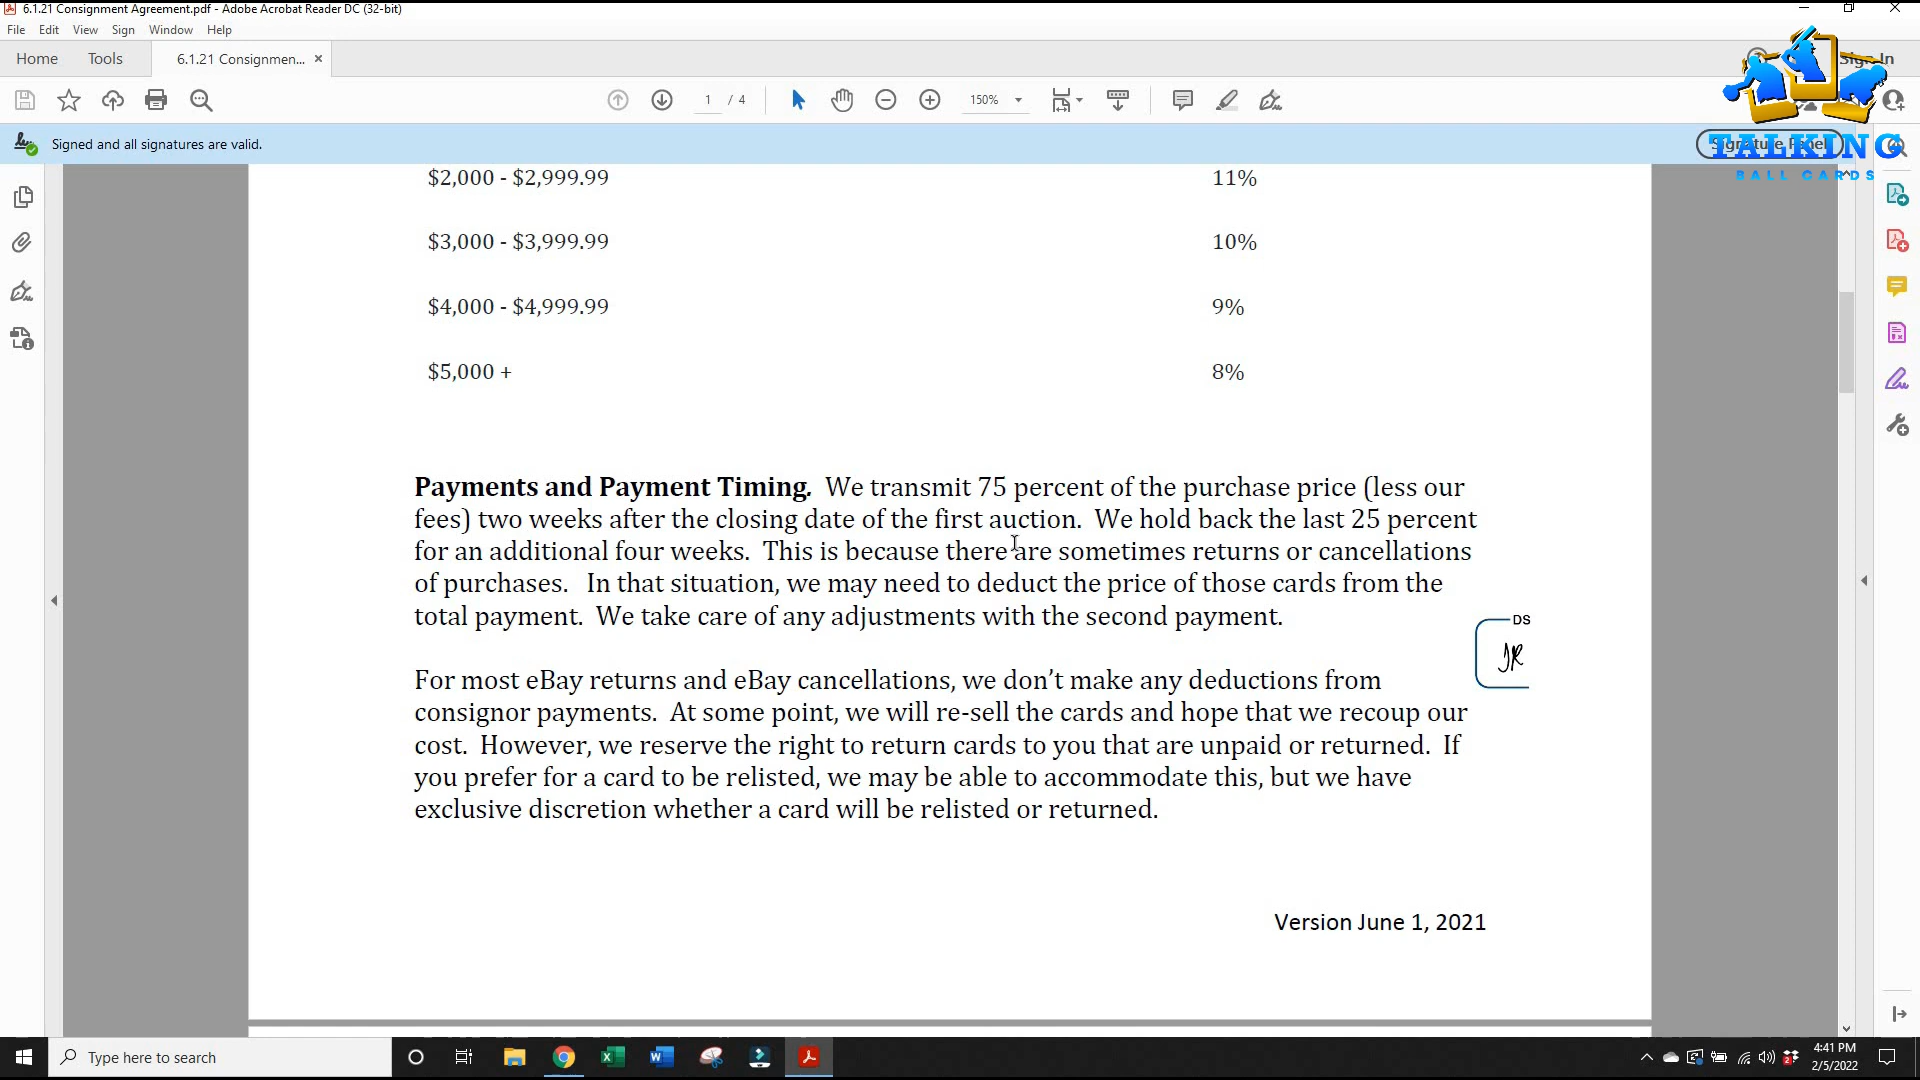 6.1.21 Consignment Agreement.pdf - Adobe Acrobat Reader DC (32-bit)
File Edit View Sign Window Help
Home Tools 6.1.21 Consignmen... × Sign In
1 / 4 150%
Signed and all signatures are valid.
Signature Panel
TALKING
BALL CARDS
$2,000 - $2,999.99 11%
$3,000 - $3,999.99 10%
$4,000 - $4,999.99 9%
$5,000 + 8%
Payments and Payment Timing. We transmit 75 percent of the purchase price (less our
fees) two weeks after the closing date of the first auction. We hold back the last 25 percent
for an additional four weeks. This is because there are sometimes returns or cancellations
of purchases. In that situation, we may need to deduct the price of those cards from the
total payment. We take care of any adjustments with the second payment.
DS
JR
For most eBay returns and eBay cancellations, we don’t make any deductions from
consignor payments. At some point, we will re-sell the cards and hope that we recoup our
cost. However, we reserve the right to return cards to you that are unpaid or returned. If
you prefer for a card to be relisted, we may be able to accommodate this, but we have
exclusive discretion whether a card will be relisted or returned.
Version June 1, 2021
Type here to search
4:41 PM
2/5/2022